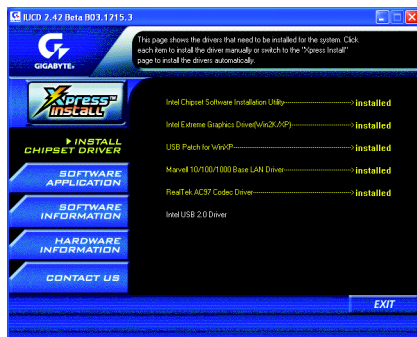 IUCD 2.42 Beta B03.1215.3
GIGABYTE
This page shows the drivers that need to be installed for the system. Click
each item to install the driver manually or switch to the "Xpress Install"
page to install the drivers automatically.
Xpress
Install
INSTALL
CHIPSET DRIVER
SOFTWARE
APPLICATION
SOFTWARE
INFORMATION
HARDWARE
INFORMATION
CONTACT US
Intel Chipset Software Installation Utility installed
Intel Extreme Graphics Driver(Win2K/XP) installed
USB Patch for WinXP installed
Marvell 10/100/1000 Base LAN Driver installed
RealTek AC97 Codec Driver installed
Intel USB 2.0 Driver
EXIT